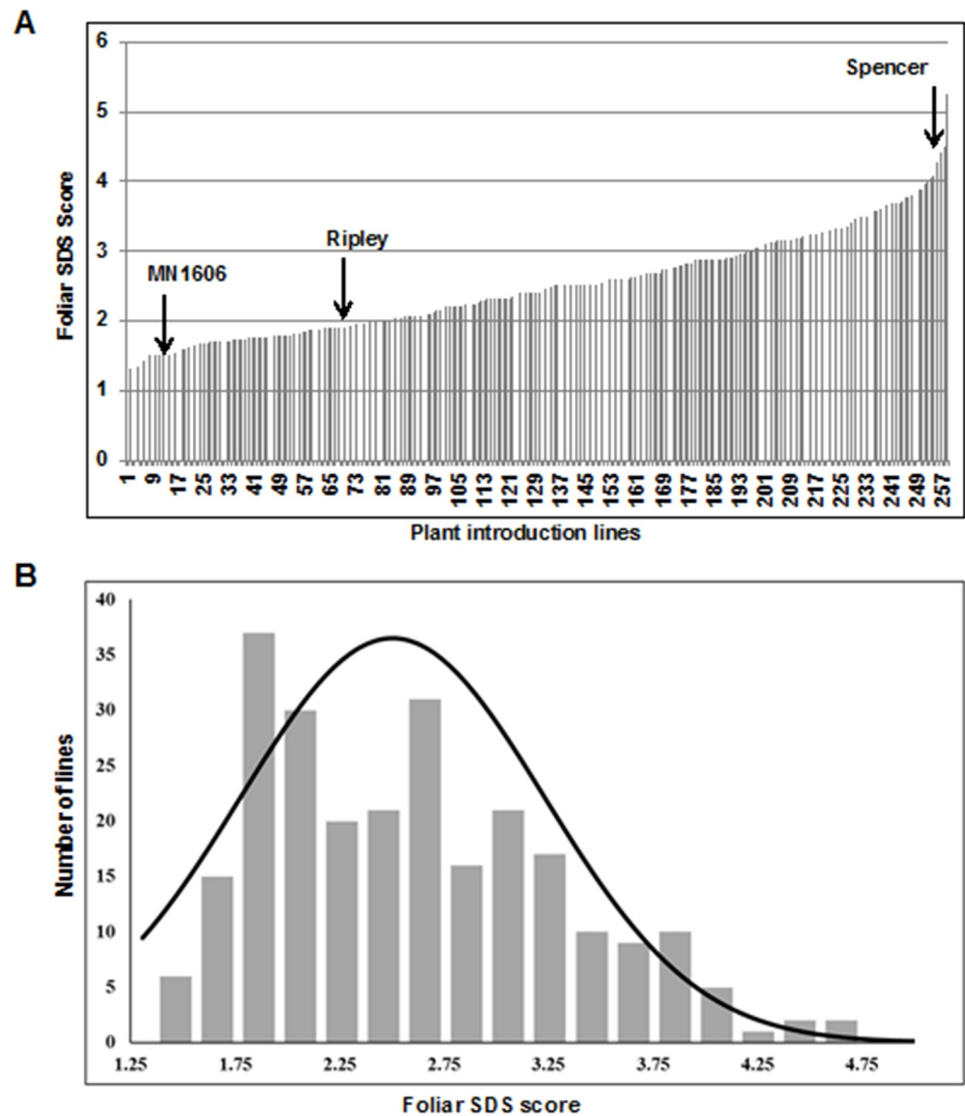 A
6
5
4
3
2
1
0
Foliar SDS Score
MN1606
Ripley
Spencer
1 9 17 25 33 41 49 57 65 73 81 89 97 105 113 121 129 137 145 153 161 169 177 185 193 201 209 217 225 233 241 249 257
Plant introduction lines
B
40
35
30
25
20
15
10
5
0
Number of lines
1.25 1.75 2.25 2.75 3.25 3.75 4.25 4.75
Foliar SDS score